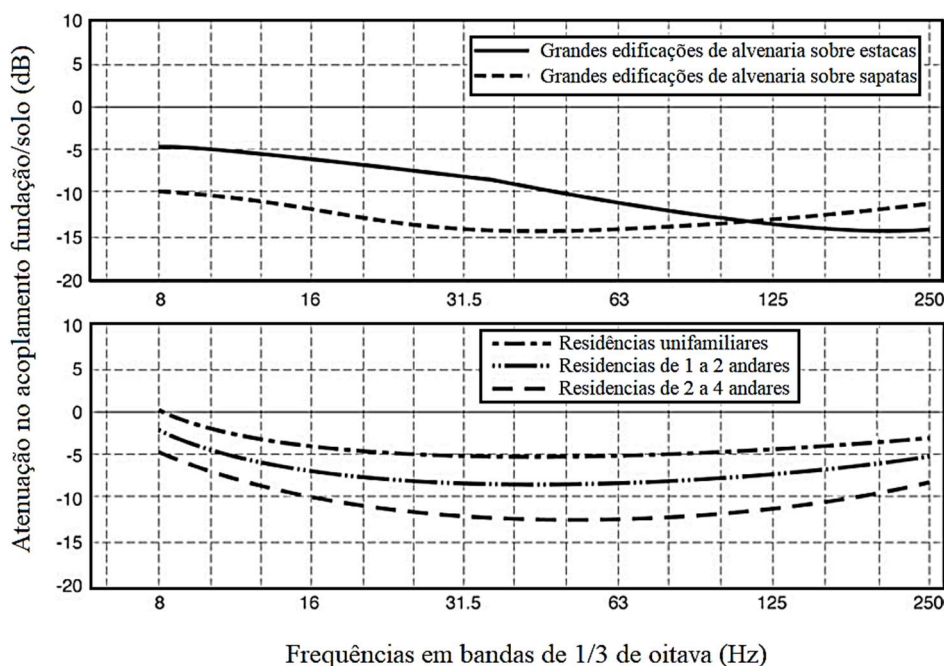 Atenuação no acoplamento fundação/solo (dB)
10
5
0
-5
-10
-15
-20
Grandes edificações de alvenaria sobre estacas
Grandes edificações de alvenaria sobre sapatas
8 16 31.5 63 125 250
10
5
0
-5
-10
-15
-20
Residências unifamiliares
Residências de 1 a 2 andares
Residencias de 2 a 4 andares
8 16 31.5 63 125 250
Frequências em bandas de 1/3 de oitava (Hz)